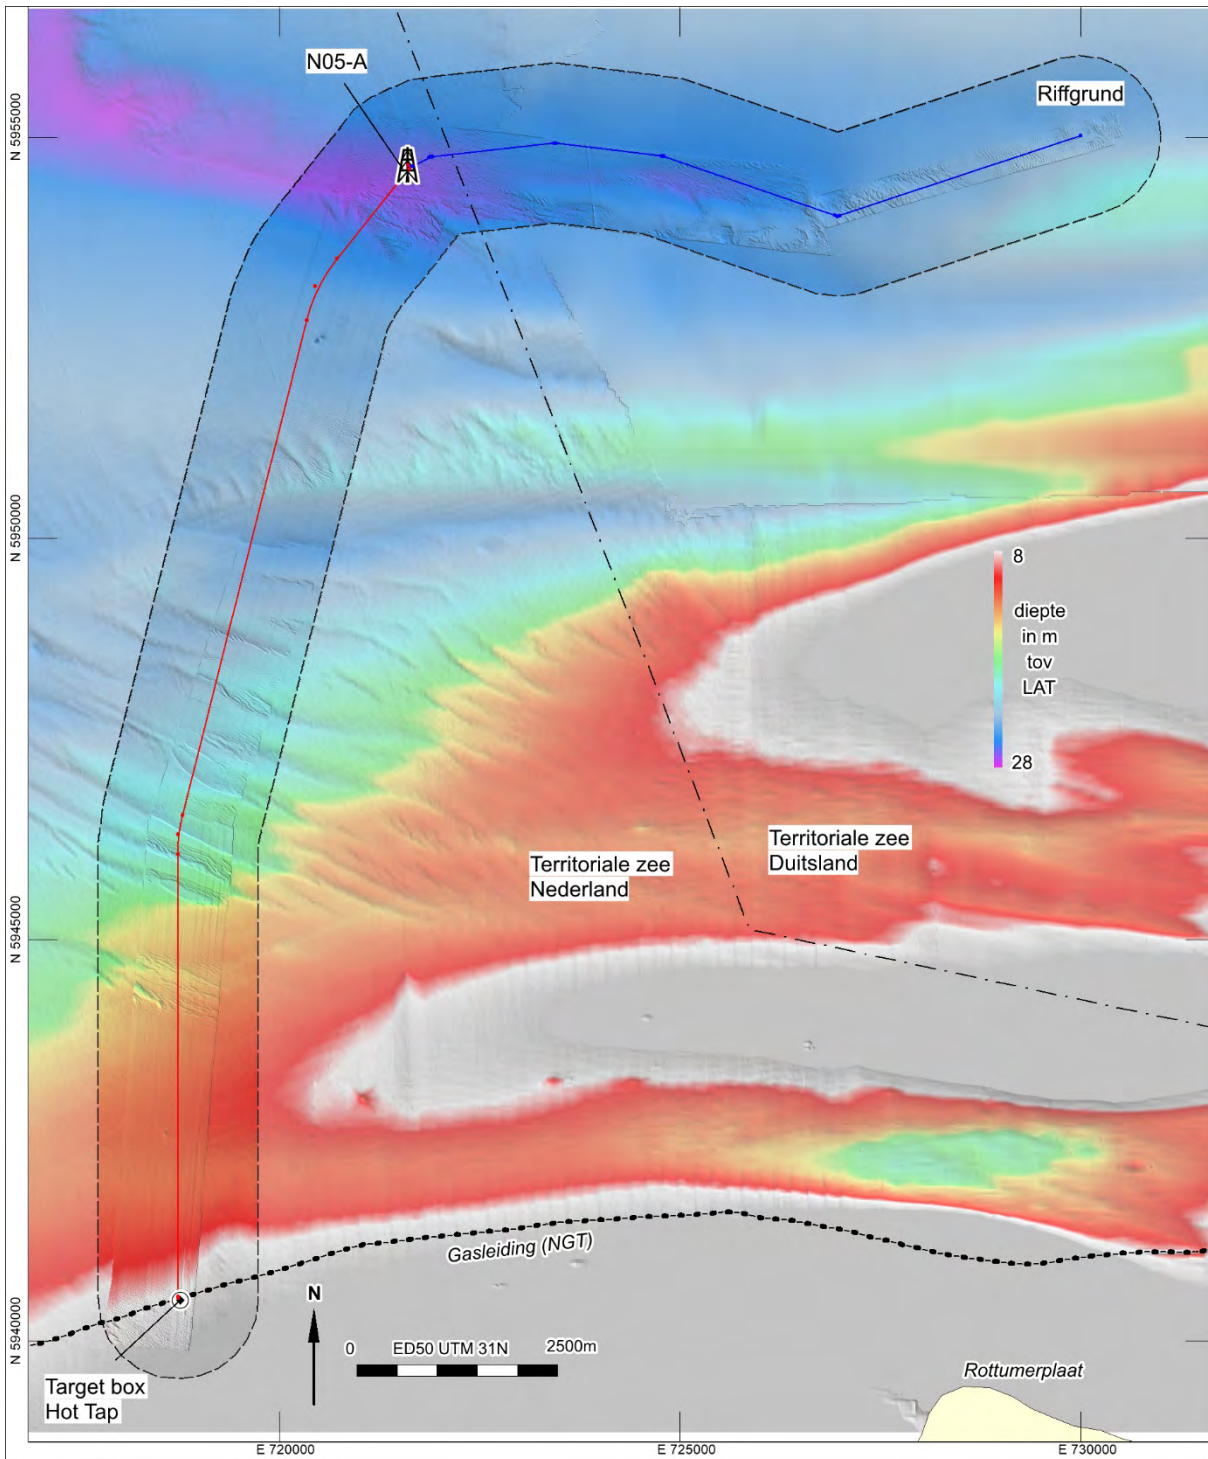 N05-A
Riffgrund
N 5955000
N 5950000
8
diepte
in m
tov
LAT
28
Territoriale zee
Nederland
Territoriale zee
Duitsland
N 5945000
Gasleiding (NGT)
N
N 5940000
0 ED50 UTM 31N 2500m
Target box
Hot Tap
Rottumerplaat
E 720000 E 725000 E 730000